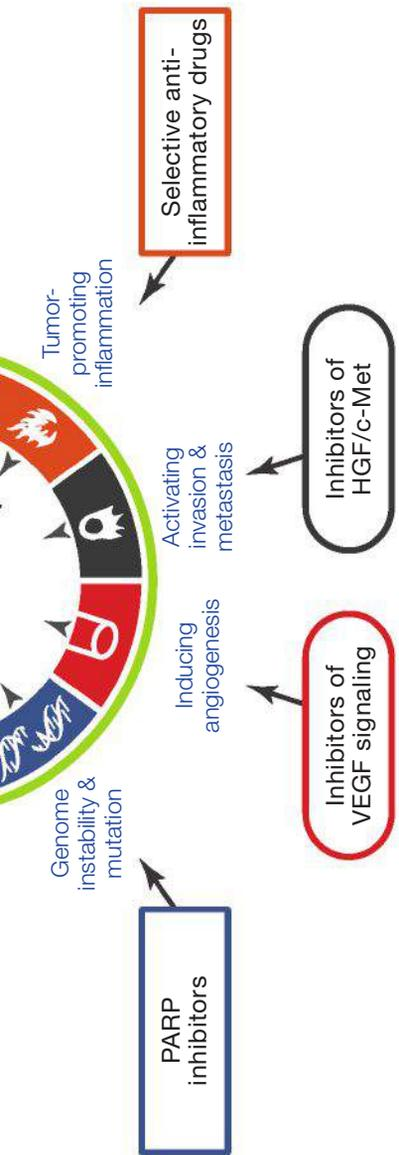 Selective anti-
inflammatory drugs
Tumor-
promoting
inflammation
Activating
invasion &
metastasis
Inhibitors of
HGF/c-Met
Inducing
angiogenesis
Inhibitors of
VEGF signaling
Genome
instability &
mutation
PARP
inhibitors